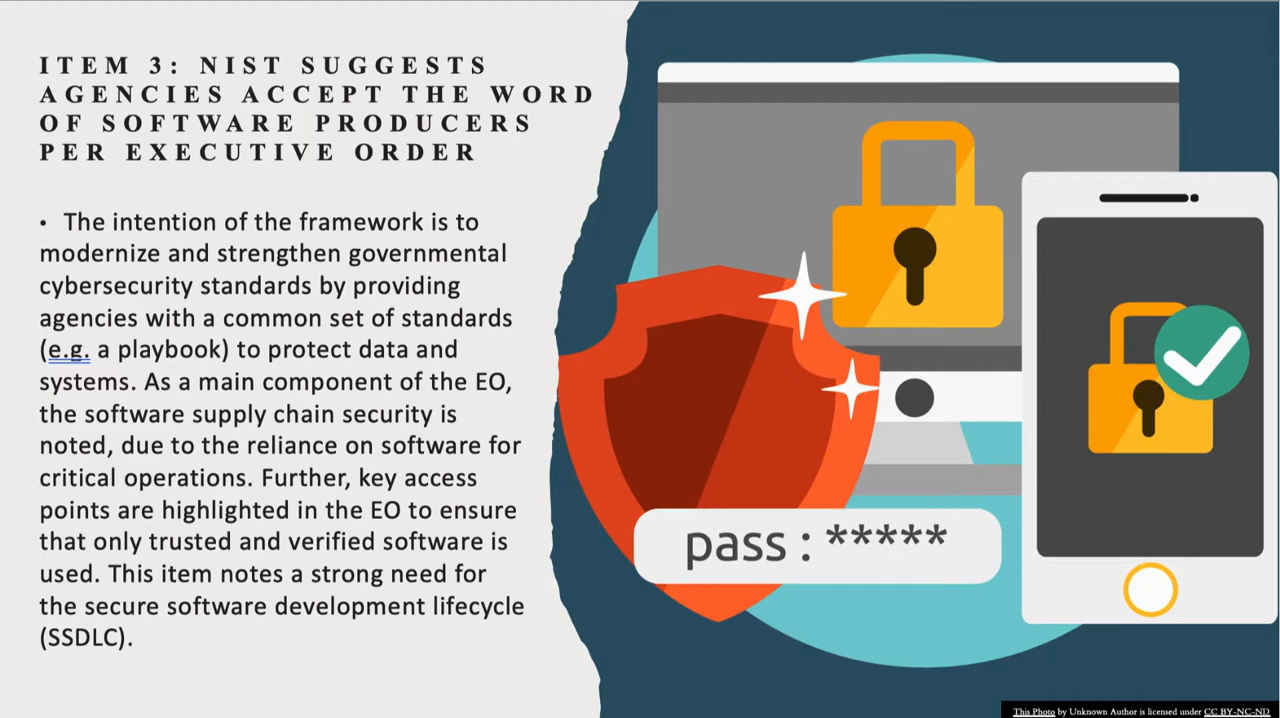 ITEM 3: NIST SUGGESTS
AGENCIES ACCEPT THE WORD
OF SOFTWARE PRODUCERS
PER EXECUTIVE ORDER
• The intention of the framework is to
modernize and strengthen governmental
cybersecurity standards by providing
agencies with a common set of standards
(e.g. a playbook) to protect data and
systems. As a main component of the EO,
the software supply chain security is
noted, due to the reliance on software for
critical operations. Further, key access
points are highlighted in the EO to ensure
that only trusted and verified software is
used. This item notes a strong need for
the secure software development lifecycle
(SSDLC).
pass : *****
This Photo by Unknown Author is licensed under CC BY-NC-ND